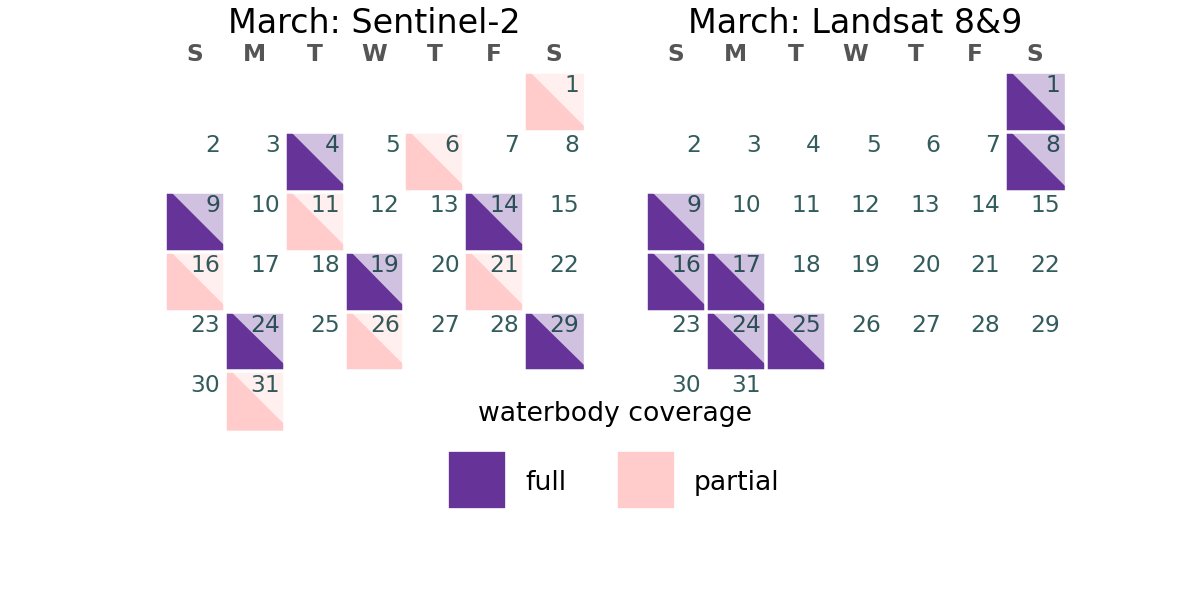 March: Sentinel-2
S M T W T F S
1
2 3 4 5 6 7 8
9 10 11 12 13 14 15
16 17 18 19 20 21 22
23 24 25 26 27 28 29
30 31
March: Landsat 8&9
S M T W T F S
1
2 3 4 5 6 7 8
9 10 11 12 13 14 15
16 17 18 19 20 21 22
23 24 25 26 27 28 29
30 31
waterbody coverage
full partial